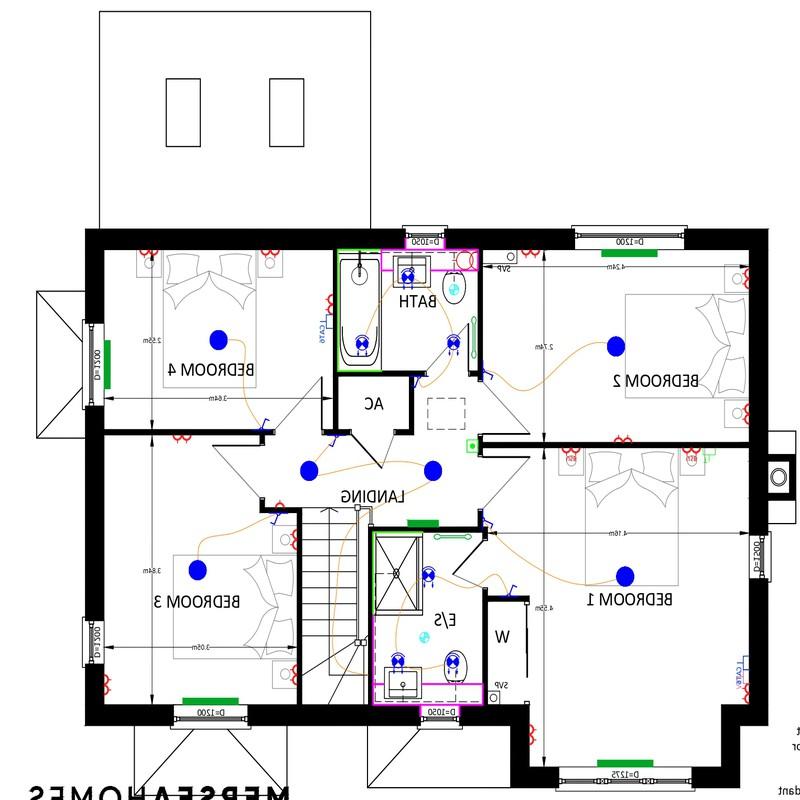 D=1050
D=1200
SVP
4.24m
BATH
CAT6
D=1200
2.55m
2.74m
BEDROOM 4
BEDROOM 2
3.64m
AC
LANDING
4.16m
D=1500
3.84m
BEDROOM 3
BEDROOM 1
4.55m
E/S
W
D=1200
3.05m
CAT6
SVP
D=1200
D=1050
D=1275
MERSEAHOMES